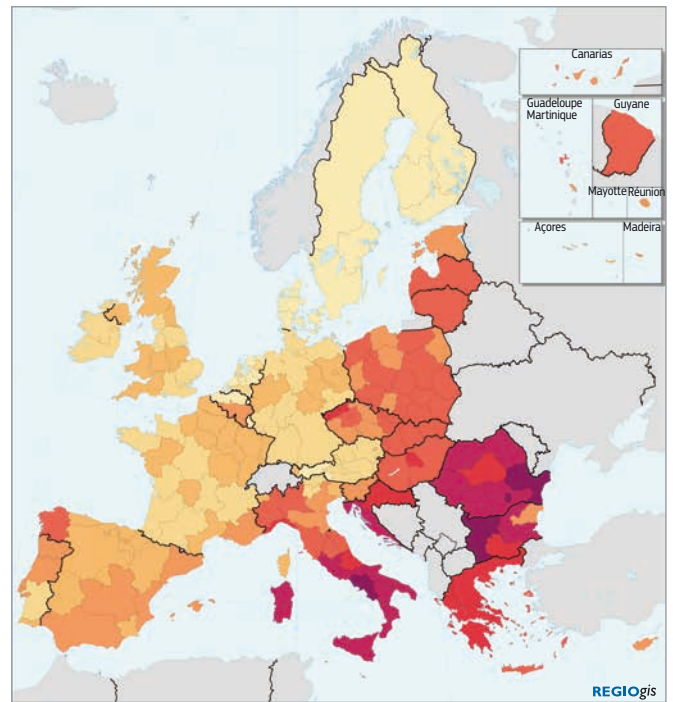 Canarias
Guadeloupe
Martinique
Guyane
Mayotte
Réunion
Açores
Madeira
REGIOgis